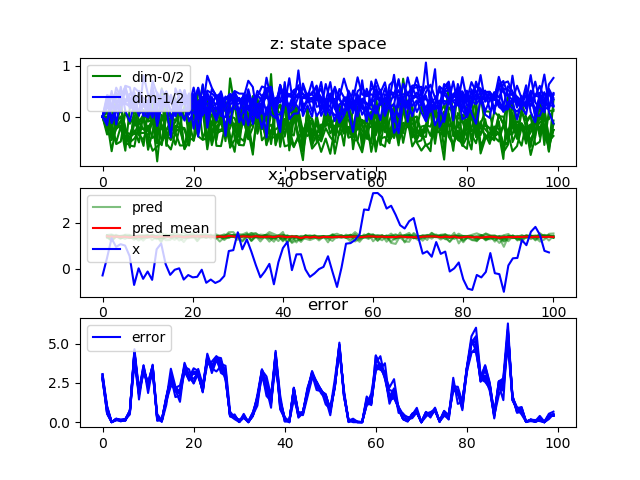 z: state space
1
0
dim-0/2
dim-1/2
0 20 40 60 80 100
x: observation
2
0
pred
pred_mean
x
0 20 40 60 80 100
error
5.0
2.5
0.0
error
0 20 40 60 80 100